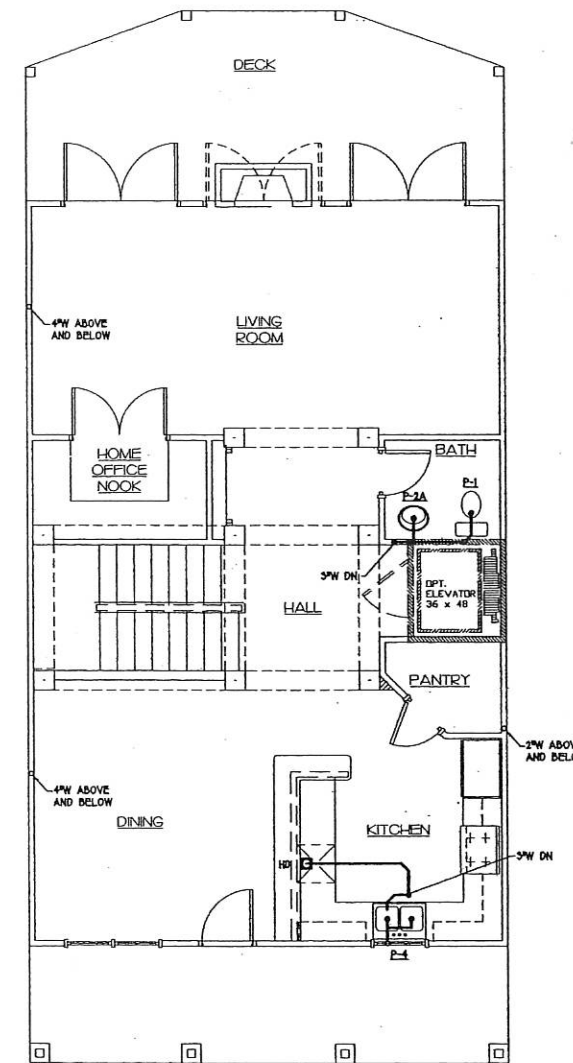 DECK
4"W ABOVE
AND BELOW
LIVING
ROOM
HOME
OFFICE
NOOK
BATH
P-2A
P-1
3"W DN
OPT.
ELEVATOR
36 x 48
HALL
PANTRY
2"W ABOV
AND BELO
4"W ABOVE
AND BELOW
DINING
KITCHEN
HD
3"W DN
P-4